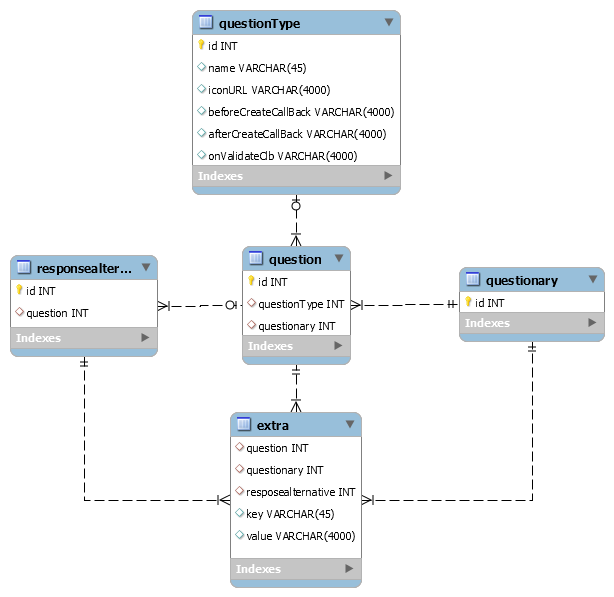 questionType
id INT
name VARCHAR(45)
iconURL VARCHAR(4000)
beforeCreateCallBack VARCHAR(4000)
afterCreateCallBack VARCHAR(4000)
onValidateClb VARCHAR(4000)
Indexes
responsealter...
id INT
question INT
Indexes
question
id INT
questionType INT
questionary INT
Indexes
questionary
id INT
Indexes
extra
question INT
questionary INT
resposealternative INT
key VARCHAR(45)
value VARCHAR(4000)
Indexes